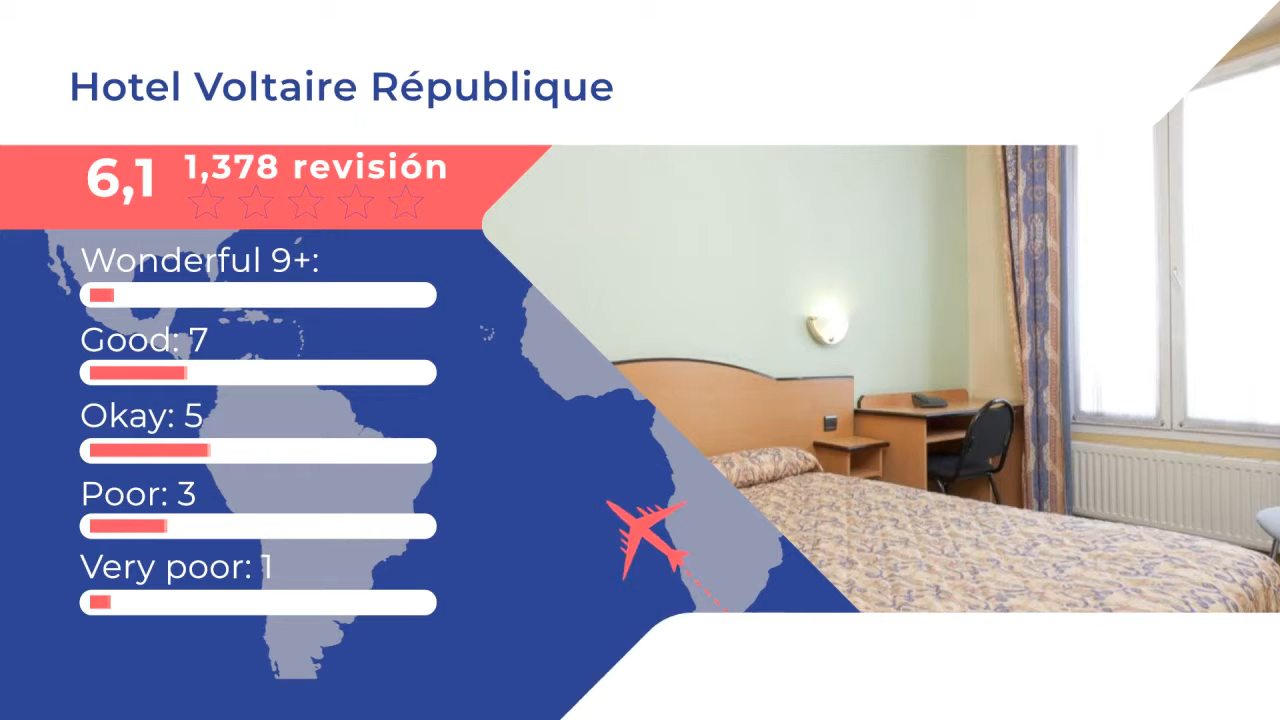 Hotel Voltaire République
6,1
1,378 revisión
Wonderful 9+:
Good: 7
Okay: 5
Poor: 3
Very poor: 1